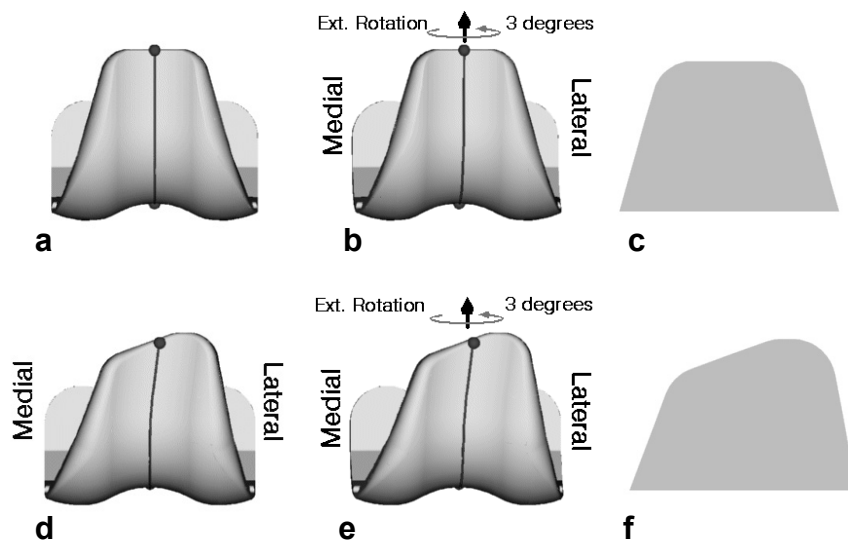 Ext. Rotation 3 degrees
Medial
Lateral
a
b
c
Ext. Rotation 3 degrees
Medial
Lateral
Medial
Lateral
d
e
f